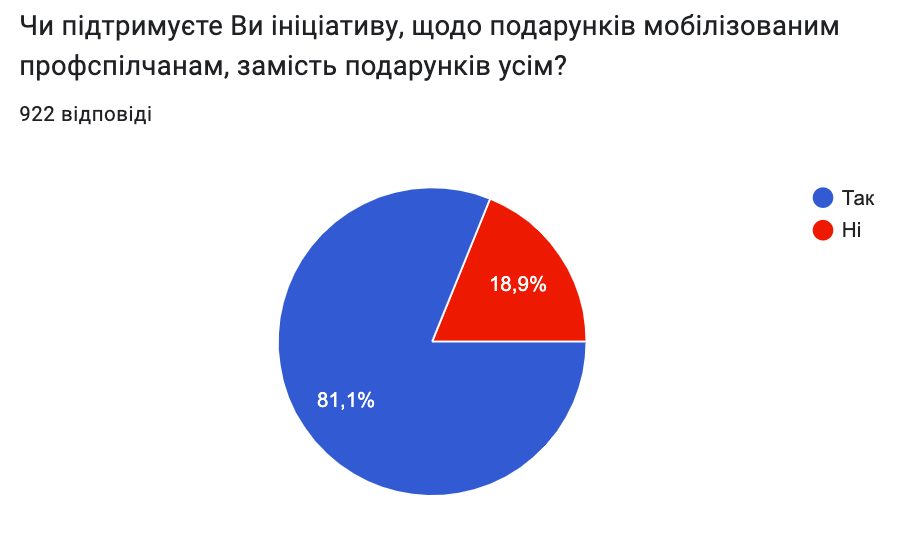 Чи підтримуєте Ви ініціативу, щодо подарунків мобілізованим
профспілчанам, замість подарунків усім?
922 відповіді
Так
Ні
18,9%
81,1%